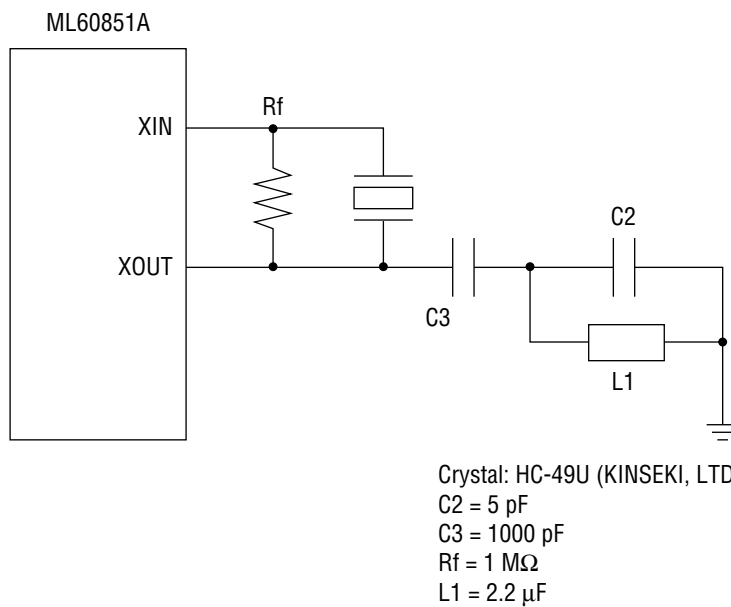 ML60851A
XIN
Rf
XOUT
C2
C3
L1
Crystal: HC-49U (KINSEKI, LTD
C2 = 5 pF
C3 = 1000 pF
Rf = 1 MΩ
L1 = 2.2 μF